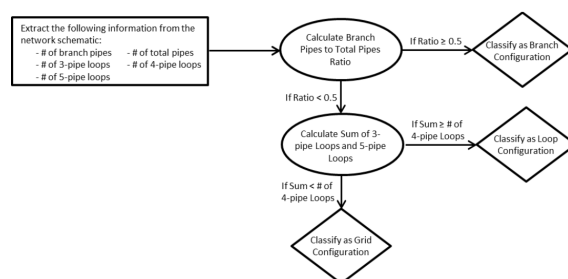 Extract the following information from the
network schematic:
- # of branch pipes - # of total pipes
- # of 3-pipe loops - # of 4-pipe loops
- # of 5-pipe loops
Calculate Branch
Pipes to Total Pipes
Ratio
If Ratio ≥ 0.5
Classify as Branch
Configuration
If Ratio < 0.5
Calculate Sum of 3-
pipe Loops and 5-pipe
Loops
If Sum ≥ # of
4-pipe Loops
Classify as Loop
Configuration
If Sum < # of
4-pipe Loops
Classify as Grid
Configuration